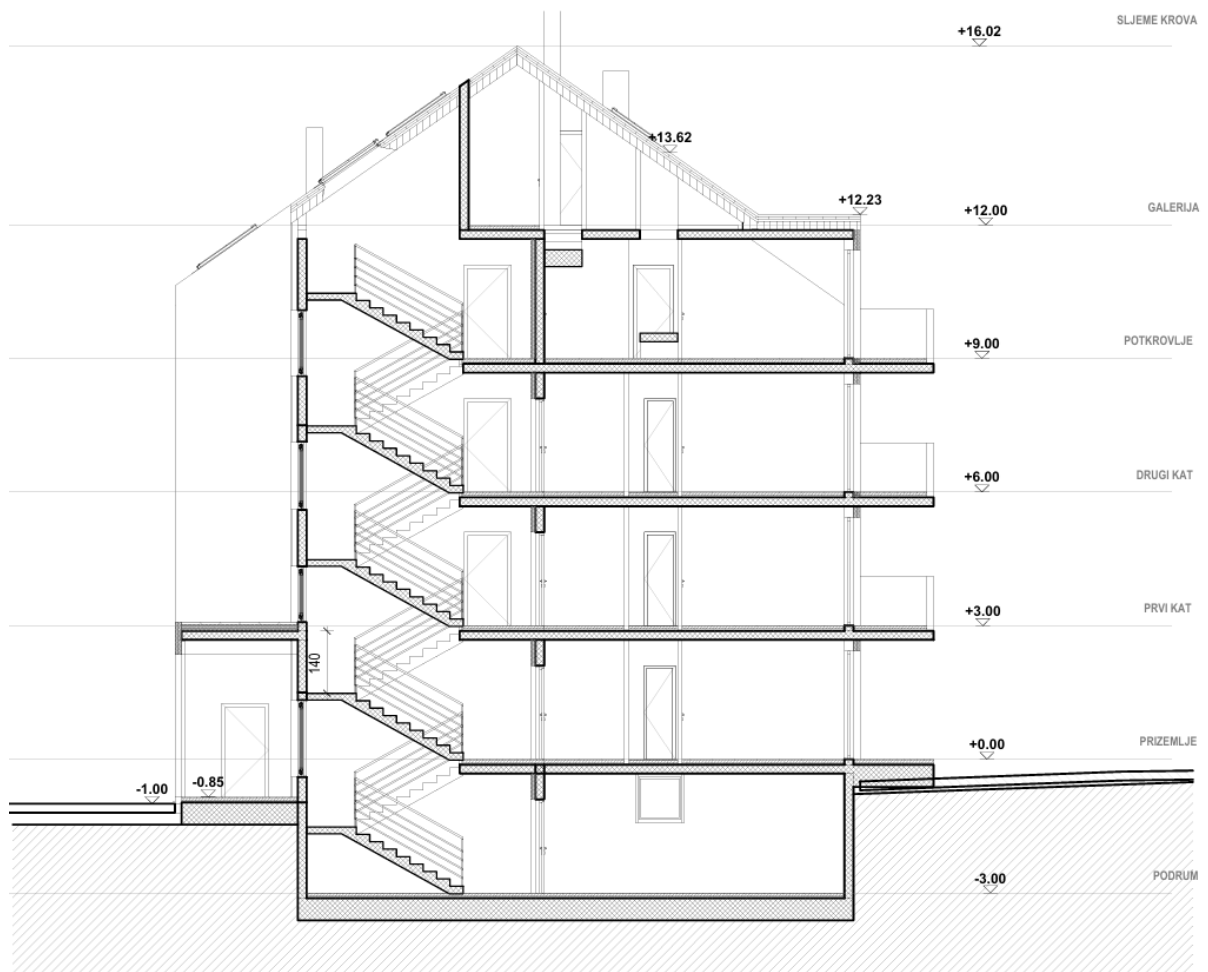 SLJEME KROVA
+16.02
+13.62
+12.23
+12.00
GALERIJA
+9.00
POTKROVLJE
+6.00
DRUGI KAT
+3.00
PRVI KAT
140
+0.00
PRIZEMLJE
-1.00
-0.85
-3.00
PODRUM